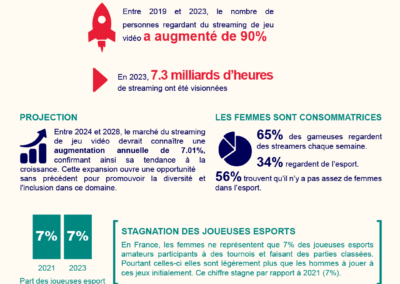 Entre 2019 et 2023, le nombre de
personnes regardant du streaming de jeu
vidéo a augmenté de 90%
En 2023, 7.3 milliards d'heures
de streaming ont été visionnées
PROJECTION
Entre 2024 et 2028, le marché du streaming
de jeu vidéo devrait connaître une
augmentation annuelle de 7.01%,
confirmant ainsi sa tendance à la
croissance. Cette expansion ouvre une opportunité
sans précédent pour promouvoir la diversité et
l'inclusion dans ce domaine.
LES FEMMES SONT CONSOMMATRICES
65% des gameuses regardent
des streamers chaque semaine.
34% regardent de l'esport.
56% trouvent qu'il n'y a pas assez de femmes
dans l'esport.
7% 7%
2021 2023
Part des joueuses esport
STAGNATION DES JOUEUSES ESPORTS
En France, les femmes ne représentent que 7% des joueuses esports
amateurs participants à des tournois et faisant des parties classées.
Pourtant celles-ci elles sont légèrement plus que les hommes à jouer à
ces jeux initialement. Ce chiffre stagne par rapport à 2021 (7%).